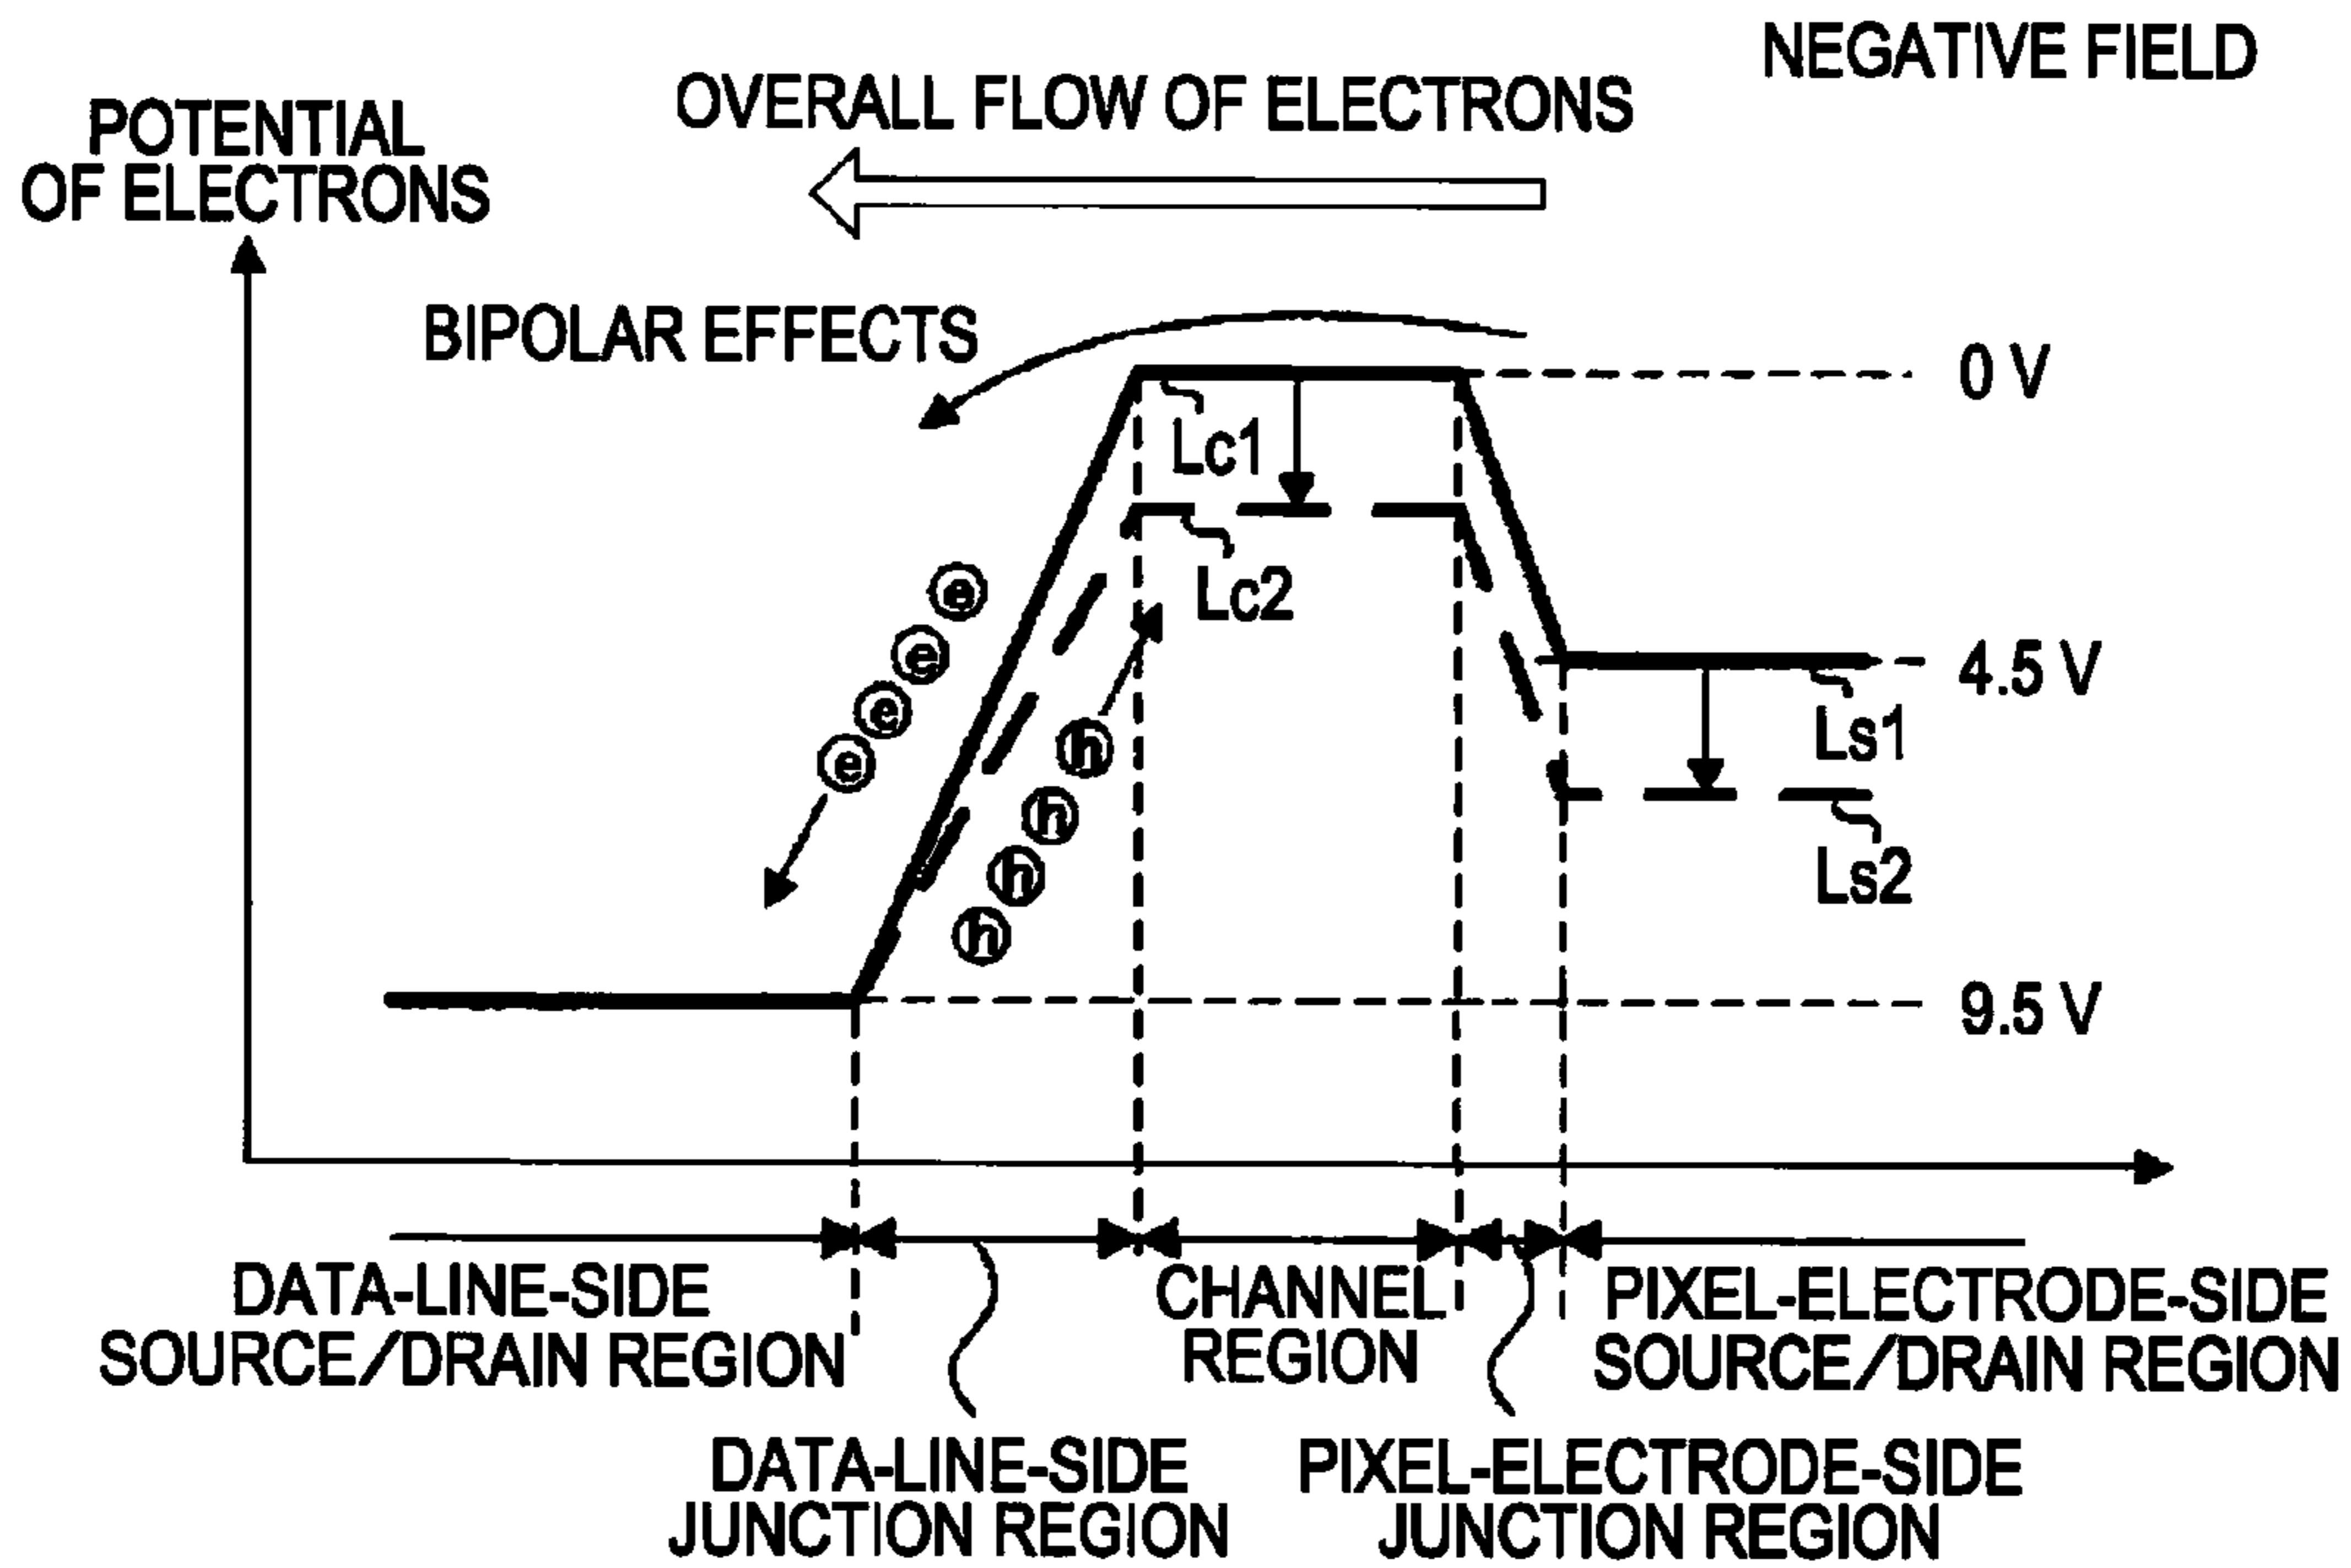 NEGATIVE FIELD
OVERALL FLOW OF ELECTRONS
POTENTIAL
OF ELECTRONS
BIPOLAR EFFECTS
0 V
Lc1
Lc2
e
e
e
e
4.5 V
Ls1
h
h
h
h
Ls2
9.5 V
DATA-LINE-SIDE
SOURCE/DRAIN REGION
CHANNEL
REGION
PIXEL-ELECTRODE-SIDE
SOURCE/DRAIN REGION
DATA-LINE-SIDE
JUNCTION REGION
PIXEL-ELECTRODE-SIDE
JUNCTION REGION